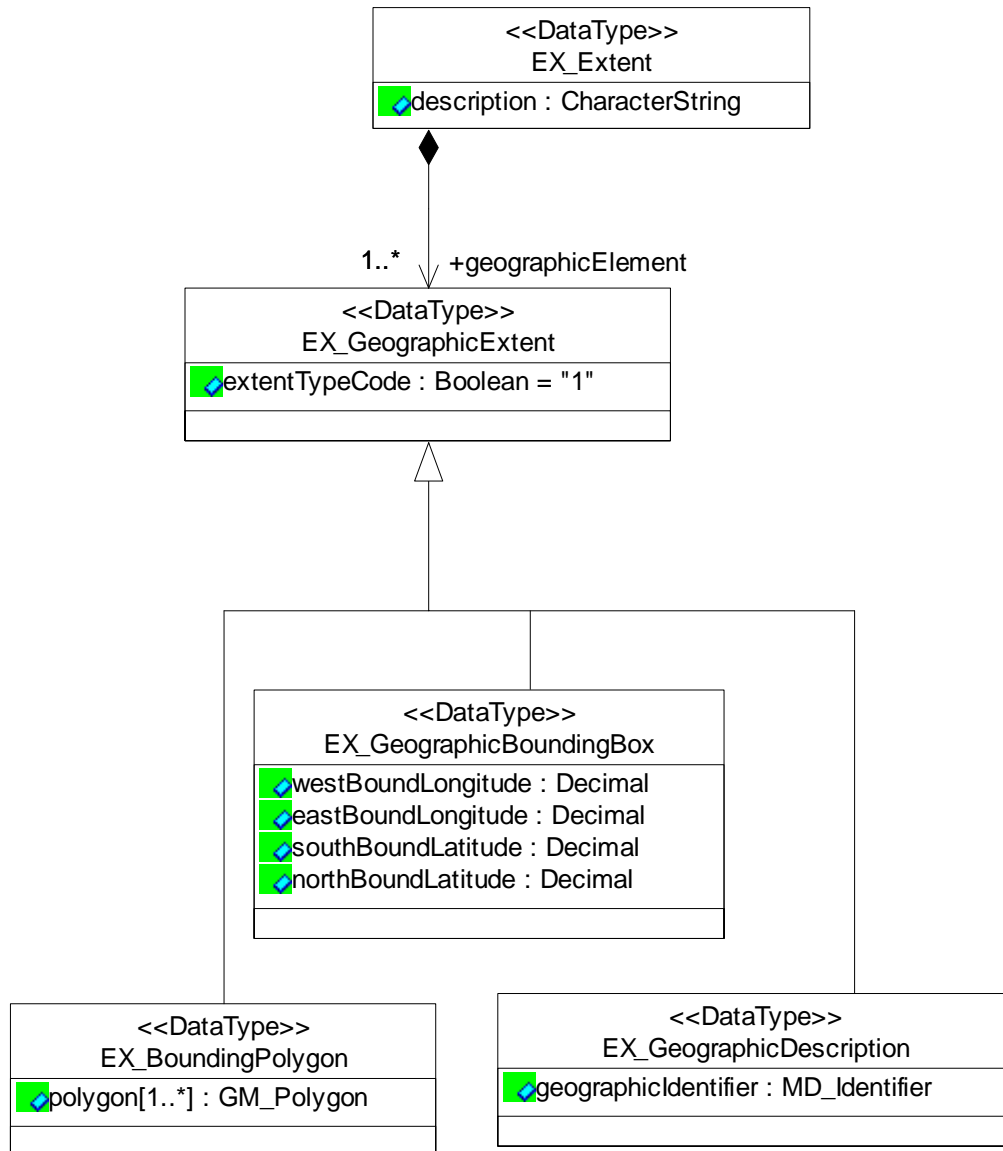 <<DataType>>
EX_Extent
description : CharacterString
1..* +geographicElement
<<DataType>>
EX_GeographicExtent
extentTypeCode : Boolean = "1"
<<DataType>>
EX_GeographicBoundingBox
westBoundLongitude : Decimal
eastBoundLongitude : Decimal
southBoundLatitude : Decimal
northBoundLatitude : Decimal
<<DataType>>
EX_BoundingPolygon
polygon[1..*] : GM_Polygon
<<DataType>>
EX_GeographicDescription
geographicIdentifier : MD_Identifier